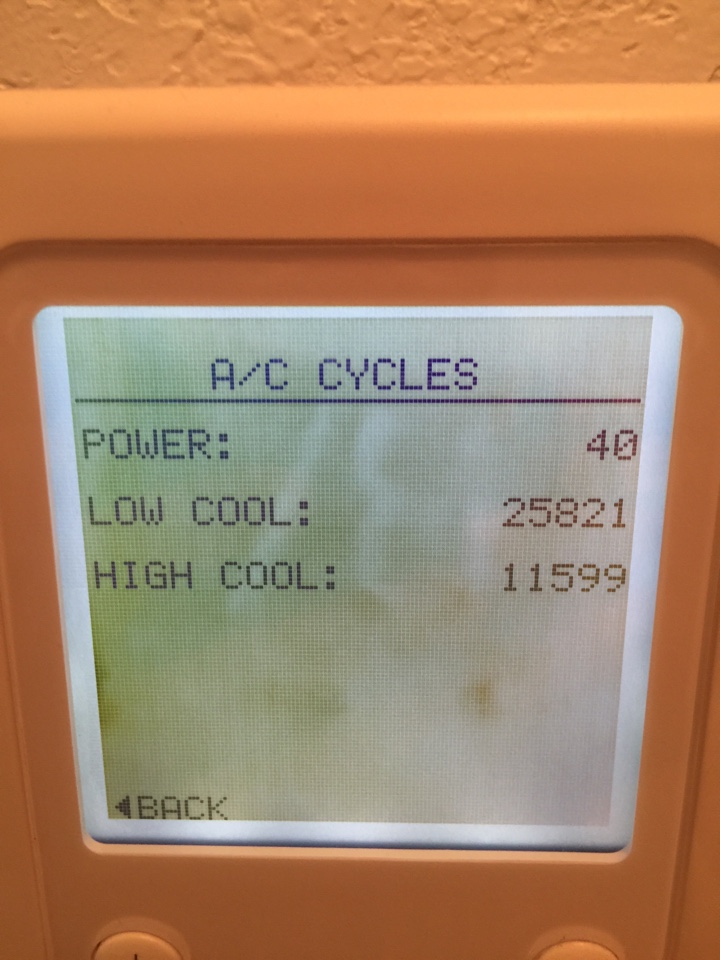 A/C CYCLES
POWER: 40
LOW COOL: 25821
HIGH COOL: 11599
◀BACK